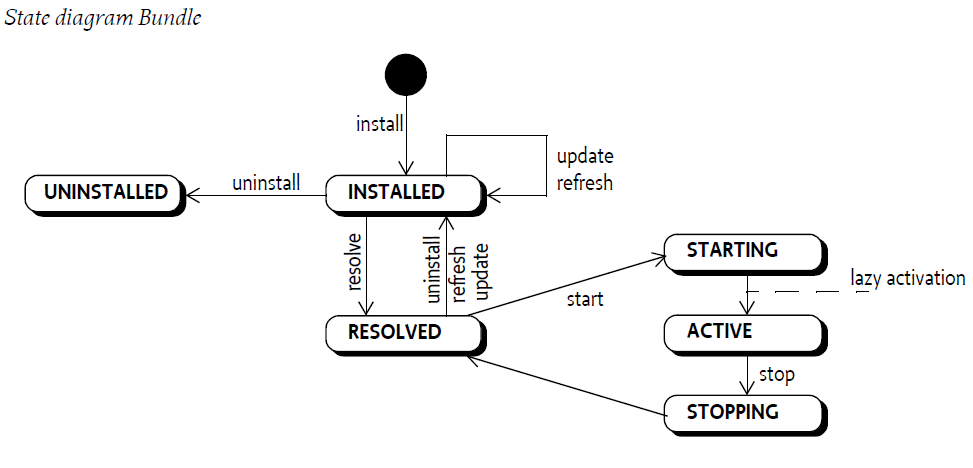 State diagram Bundle
install
update
refresh
UNINSTALLED
uninstall
INSTALLED
resolve
uninstall
refresh
update
STARTING
lazy activation
start
RESOLVED
ACTIVE
stop
STOPPING